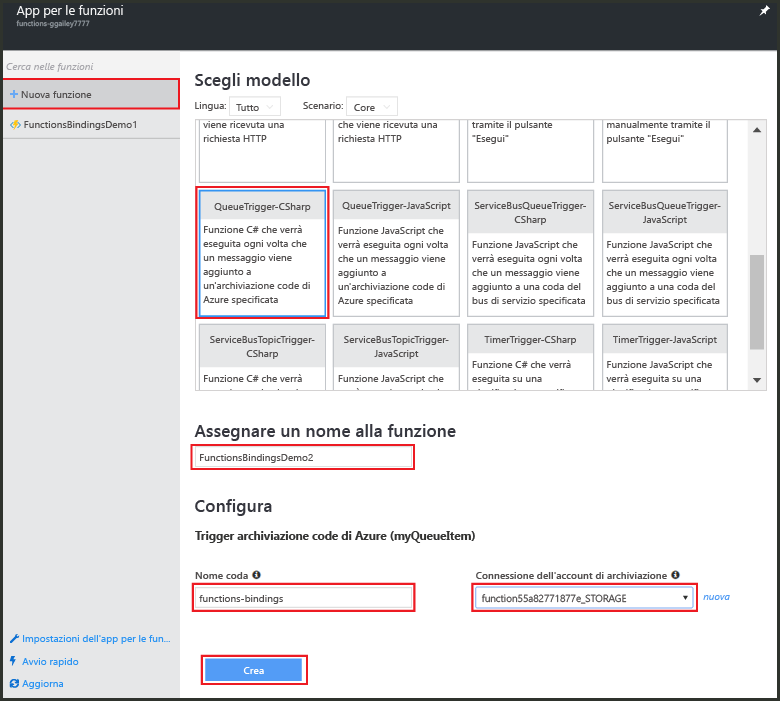 App per le funzioni
functions-ggailey7777
Cerca nelle funzioni
+ Nuova funzione
FunctionsBindingsDemo1
Impostazioni dell'app per le fun...
Avvio rapido
Aggiorna
Scegli modello
Lingua: Tutto Scenario: Core
viene ricevuta una
richiesta HTTP
che viene ricevuta una
richiesta HTTP
tramite il pulsante
"Esegui"
manualmente tramite il
pulsante "Esegui"
QueueTrigger-CSharp
Funzione C# che verrà
eseguita ogni volta che
un messaggio viene
aggiunto a
un'archiviazione code di
Azure specificata
QueueTrigger-JavaScript
Funzione JavaScript che
verrà eseguita ogni volta
che un messaggio viene
aggiunto a
un'archiviazione code di
Azure specificata
ServiceBusQueueTrigger-
CSharp
Funzione JavaScript che
verrà eseguita ogni volta
che un messaggio viene
aggiunto a una coda del
bus di servizio specificata
ServiceBusQueueTrigger-
JavaScript
Funzione JavaScript che
verrà eseguita ogni volta
che un messaggio viene
aggiunto a una coda del
bus di servizio specificata
ServiceBusTopicTrigger-
CSharp
Funzione C# che verrà
ServiceBusTopicTrigger-
JavaScript
Funzione JavaScript che
TimerTrigger-CSharp
Funzione C# che verrà
eseguita su una
TimerTrigger-JavaScript
Funzione JavaScript che
verrà eseguita su una
Assegnare un nome alla funzione
FunctionsBindingsDemo2
Configura
Trigger archiviazione code di Azure (myQueueItem)
Nome coda
functions-bindings
Connessione dell'account di archiviazione
function55a82771877e_STORAGE
nuova
Crea